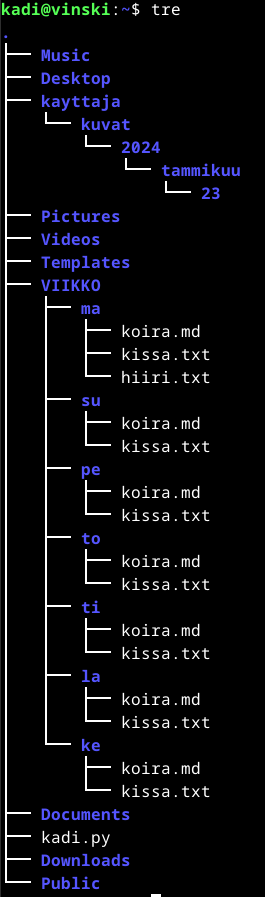 kadi@vinski:~$ tre
.
├── Music
├── Desktop
├── kayttaja
│   └── kuvat
│       └── 2024
│           └── tammikuu
│               └── 23
├── Pictures
├── Videos
├── Templates
├── VIIKKO
│   ├── ma
│   │   ├── koira.md
│   │   ├── kissa.txt
│   │   └── hiiri.txt
│   ├── su
│   │   ├── koira.md
│   │   └── kissa.txt
│   ├── pe
│   │   ├── koira.md
│   │   └── kissa.txt
│   ├── to
│   │   ├── koira.md
│   │   └── kissa.txt
│   ├── ti
│   │   ├── koira.md
│   │   └── kissa.txt
│   ├── la
│   │   ├── koira.md
│   │   └── kissa.txt
│   └── ke
│       ├── koira.md
│       └── kissa.txt
├── Documents
├── kadi.py
├── Downloads
└── Public